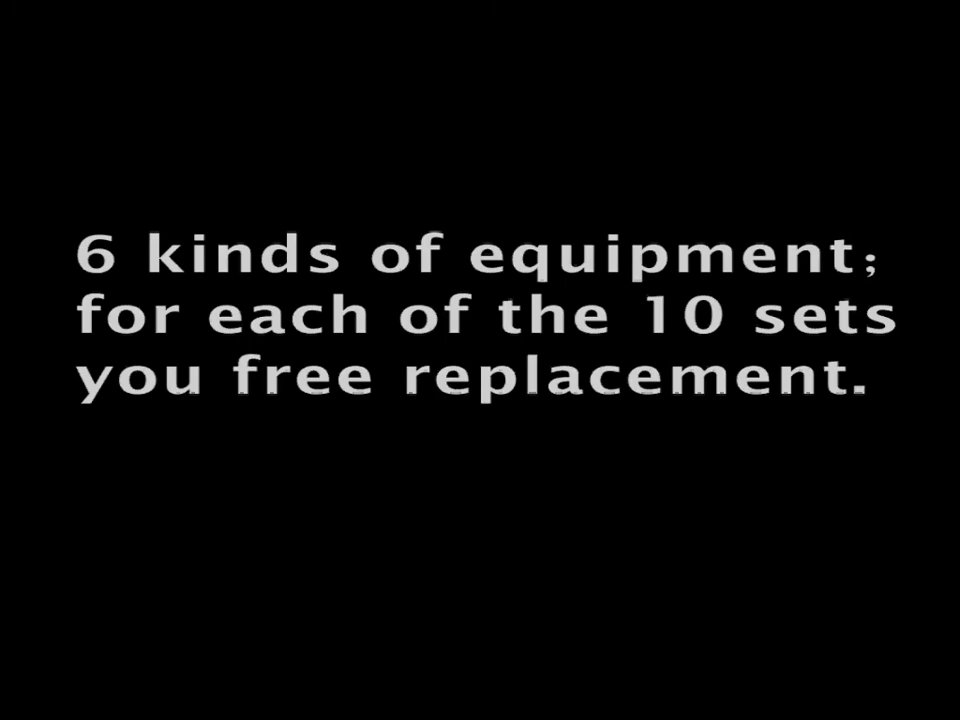 6 kinds of equipment;
for each of the 10 sets
you free replacement.